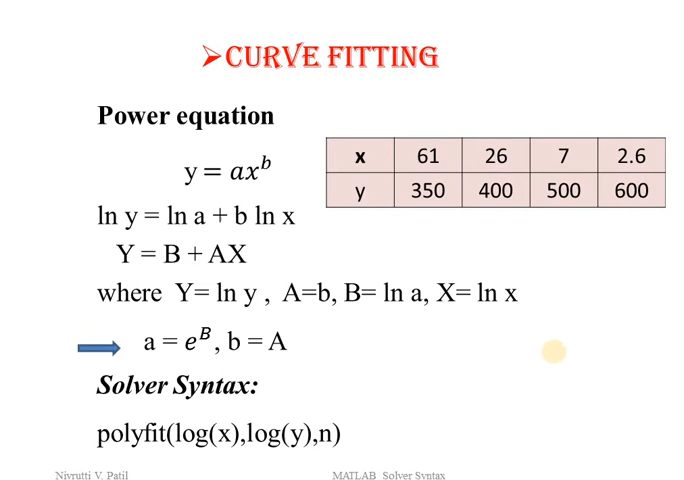 ➢CURVE FITTING
Power equation
y = ax^b
x 61 26 7 2.6
y 350 400 500 600
ln y = ln a + b ln x
Y = B + AX
where Y= ln y , A=b, B= ln a, X= ln x
a = e^B, b = A
Solver Syntax:
polyfit(log(x),log(y),n)
Nivrutti V. Patil MATLAB Solver Syntax